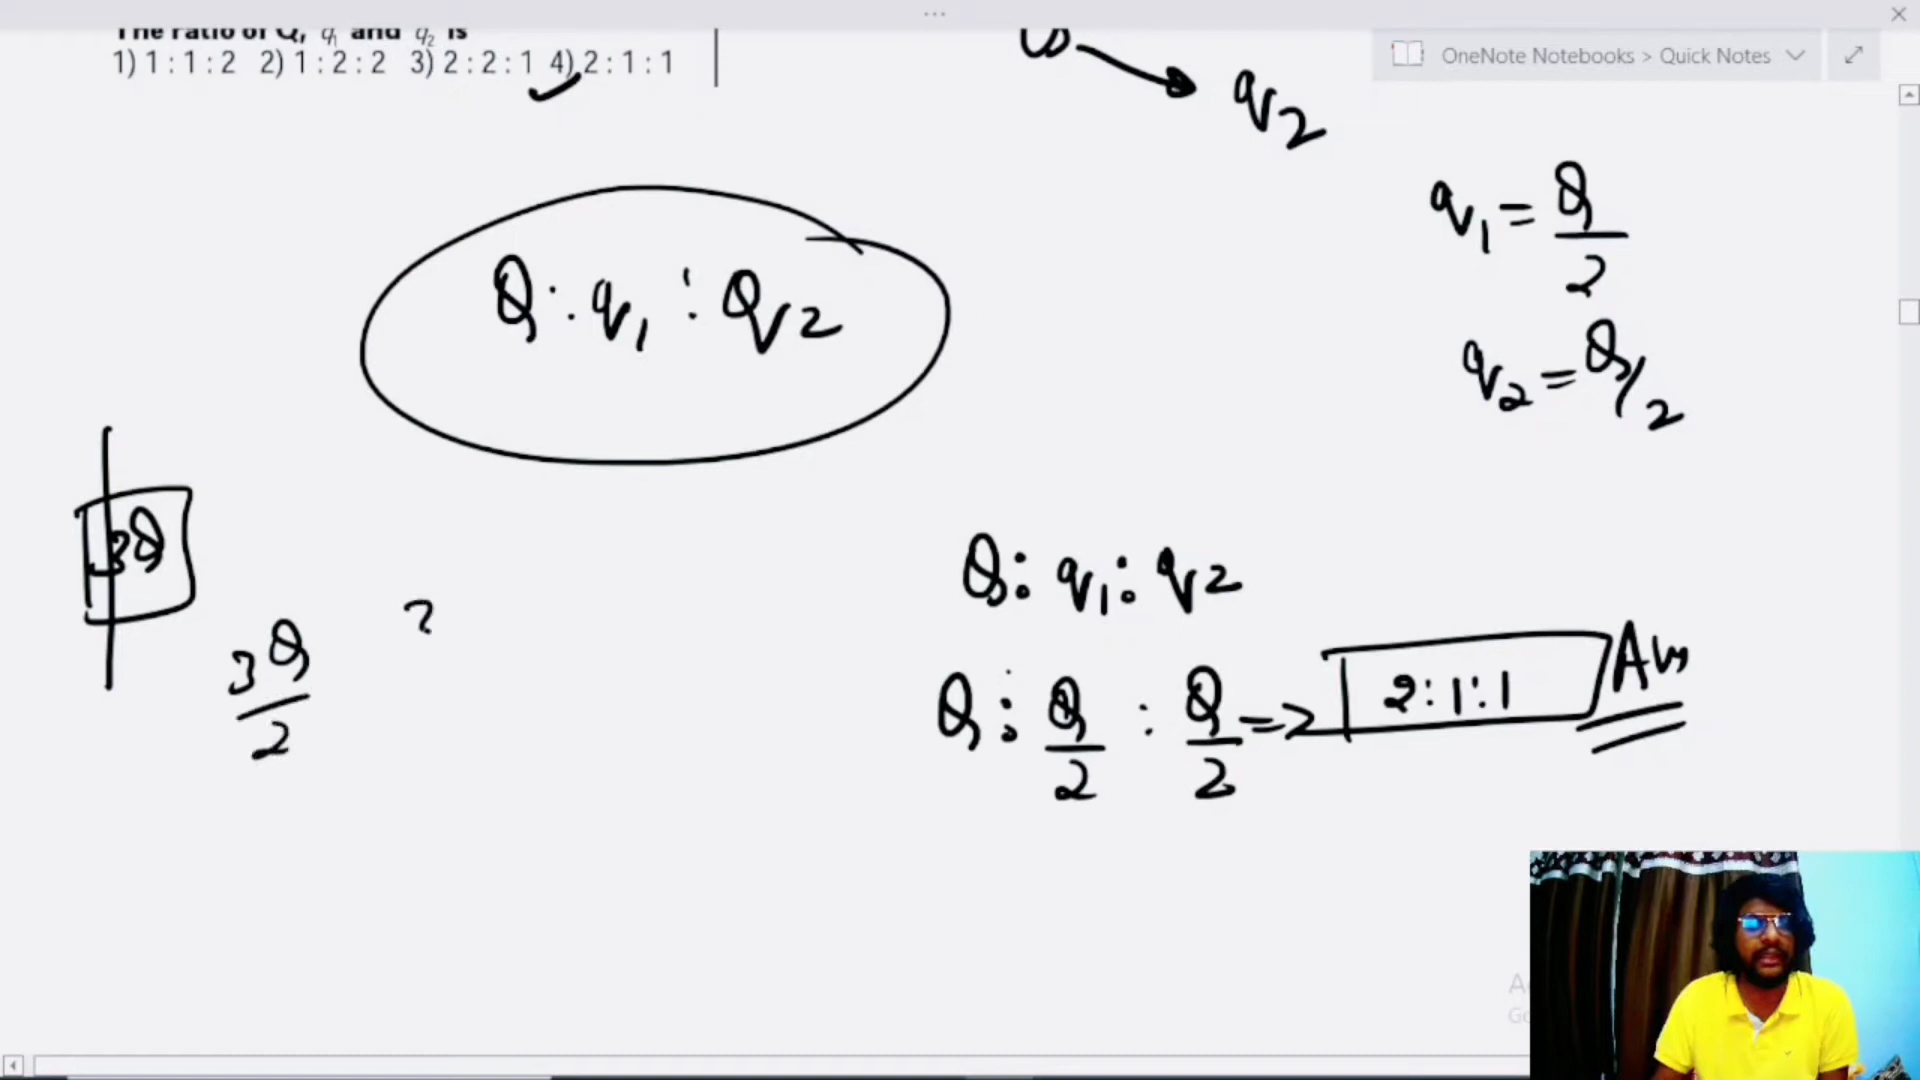 The ratio of Q, q₁ and q₂ is
1) 1 : 1 : 2 2) 1 : 2 : 2 3) 2 : 2 : 1 4) 2 : 1 : 1
OneNote Notebooks > Quick Notes
q₂
q₁ = Q/2
q₂ = Q/2
Q : q₁ : q₂
3Q
3Q/2 ?
Q : q₁ : q₂
Q : Q/2 : Q/2 => 2 : 1 : 1 Ans